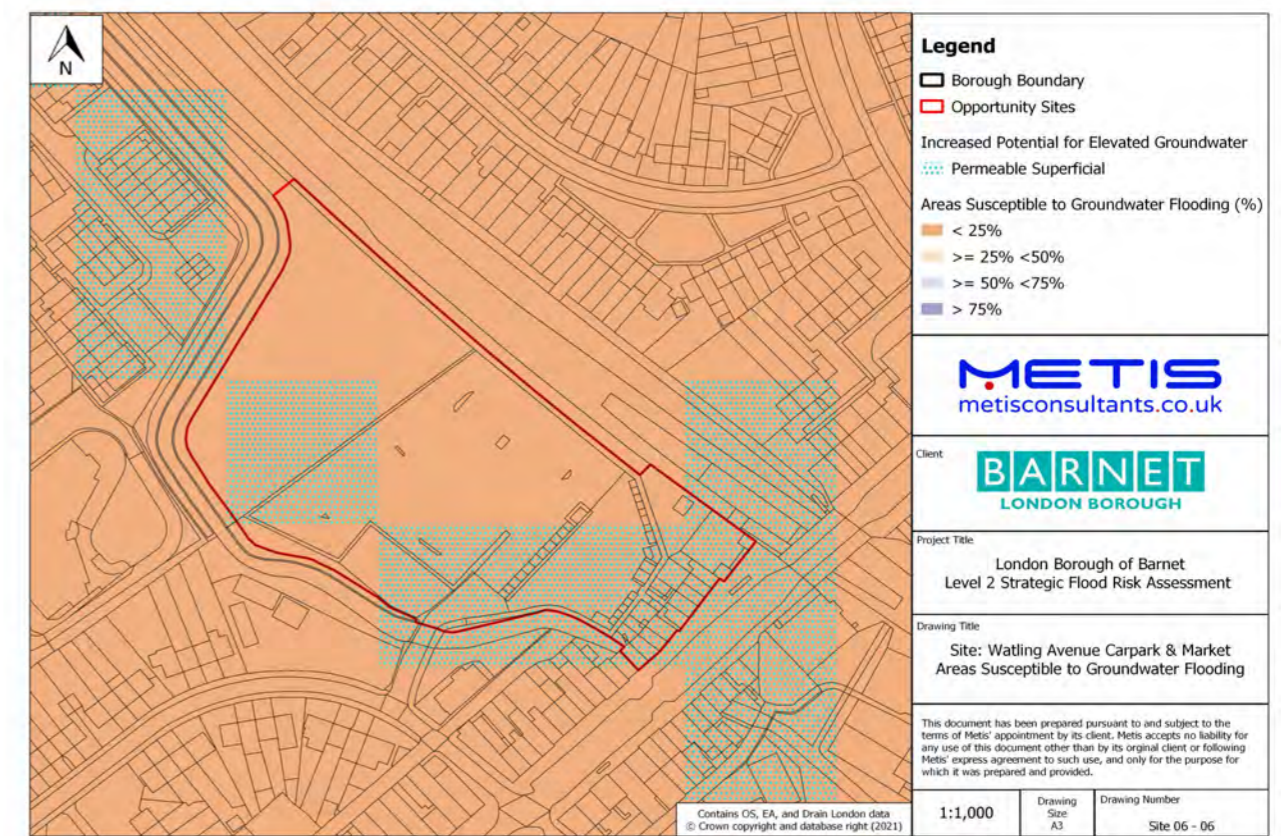 N
Contains OS, EA, and Drain London data
© Crown copyright and database right (2021)
Legend
Borough Boundary
Opportunity Sites
Increased Potential for Elevated Groundwater
Permeable Superficial
Areas Susceptible to Groundwater Flooding (%)
< 25%
>= 25% <50%
>= 50% <75%
> 75%
METIS
metisconsultants.co.uk
Client
BARNET
LONDON BOROUGH
Project Title
London Borough of Barnet
Level 2 Strategic Flood Risk Assessment
Drawing Title
Site: Watling Avenue Carpark & Market
Areas Susceptible to Groundwater Flooding
This document has been prepared pursuant to and subject to the
terms of Metis' appointment by its client. Metis accepts no liability for
any use of this document other than by its orginal client or following
Metis' express agreement to such use, and only for the purpose for
which it was prepared and provided.
1:1,000
Drawing
Size
A3
Drawing Number
Site 06 - 06